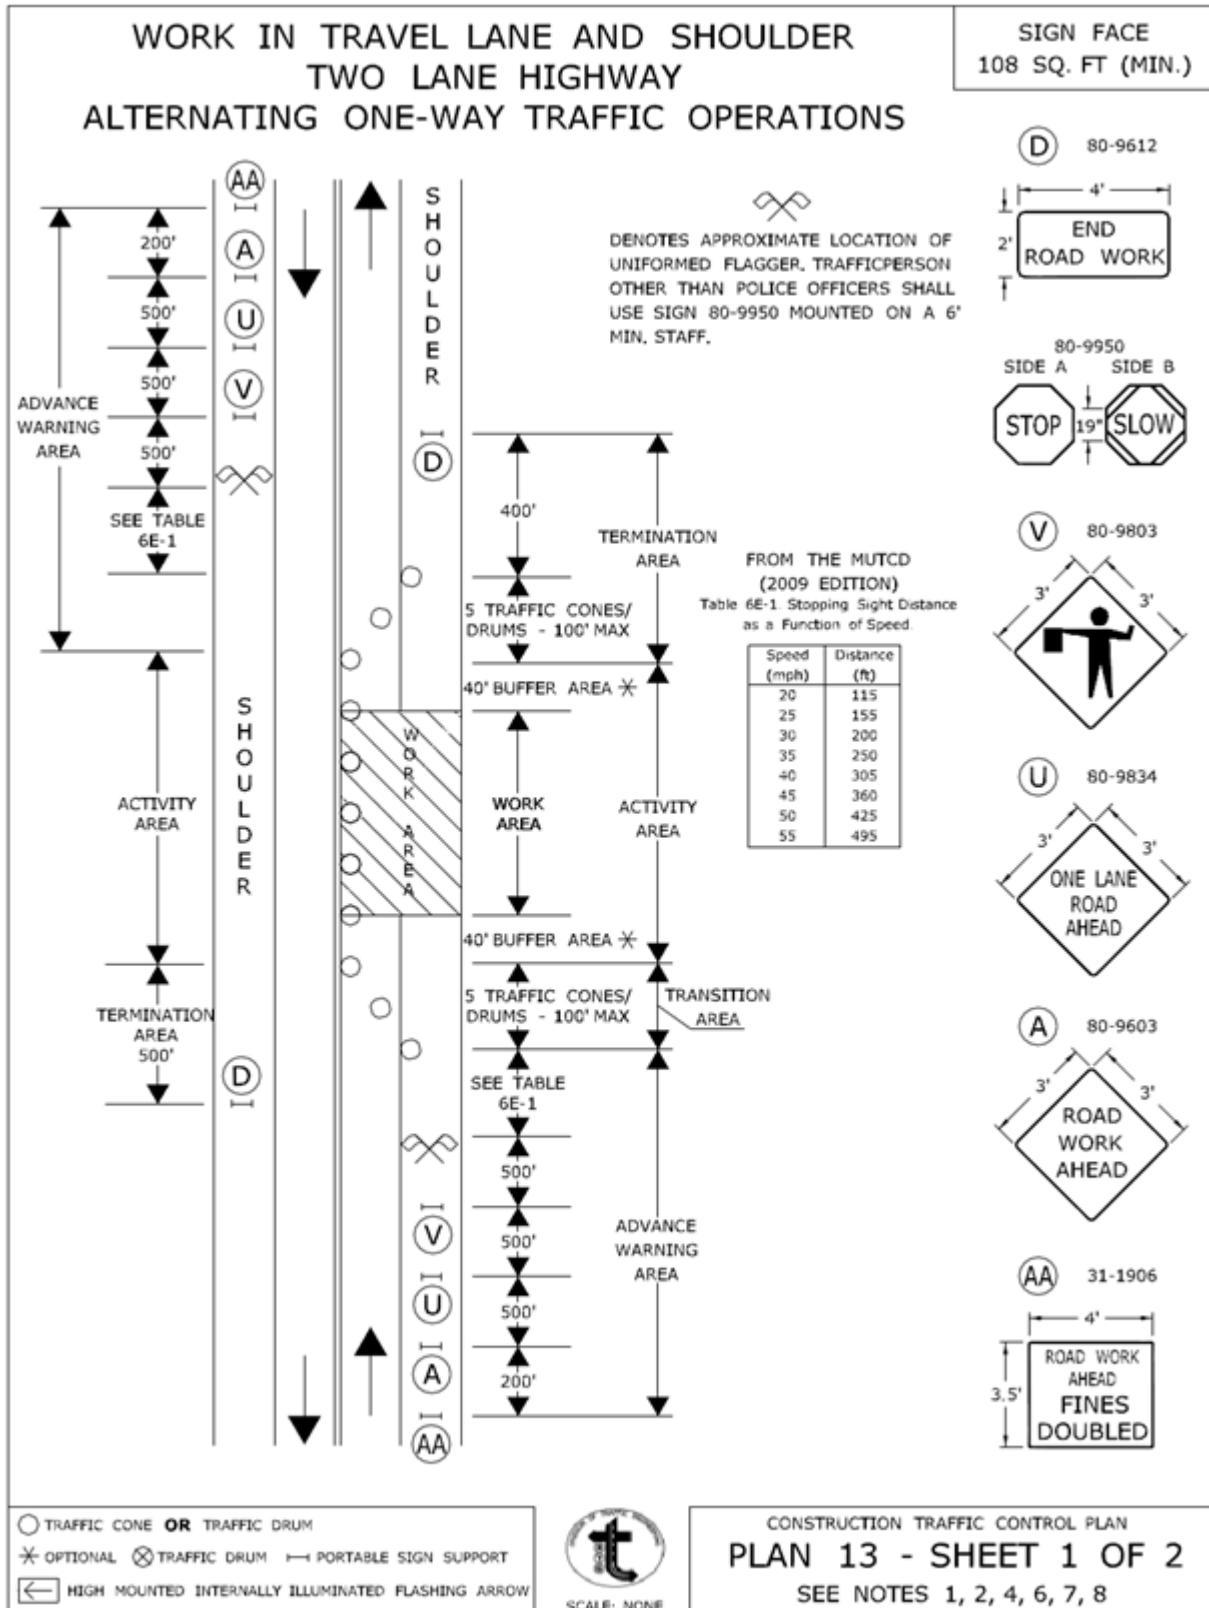 WORK IN TRAVEL LANE AND SHOULDER
TWO LANE HIGHWAY
ALTERNATING ONE-WAY TRAFFIC OPERATIONS
SIGN FACE
108 SQ. FT (MIN.)
AA
A
U
V
200'
500'
500'
500'
SEE TABLE
6E-1
ADVANCE
WARNING
AREA
ACTIVITY
AREA
TERMINATION
AREA
500'
D
SHOULDER
SHOULDER
D
WORK AREA
400'
TERMINATION
AREA
5 TRAFFIC CONES/
DRUMS - 100' MAX
40' BUFFER AREA *
WORK
AREA
ACTIVITY
AREA
40' BUFFER AREA *
5 TRAFFIC CONES/
DRUMS - 100' MAX
TRANSITION
AREA
SEE TABLE
6E-1
500'
500'
500'
200'
ADVANCE
WARNING
AREA
V
U
A
AA
DENOTES APPROXIMATE LOCATION OF
UNIFORMED FLAGGER. TRAFFICPERSON
OTHER THAN POLICE OFFICERS SHALL
USE SIGN 80-9950 MOUNTED ON A 6'
MIN. STAFF.
FROM THE MUTCD
(2009 EDITION)
Table 6E-1. Stopping Sight Distance
as a Function of Speed.
Speed Distance
(mph) (ft)
20 115
25 155
30 200
35 250
40 305
45 360
50 425
55 495
D 80-9612
4'
2'
END
ROAD WORK
80-9950
SIDE A SIDE B
STOP 19" SLOW
V 80-9803
3' 3'
U 80-9834
3' 3'
ONE LANE
ROAD
AHEAD
A 80-9603
3' 3'
ROAD
WORK
AHEAD
AA 31-1906
4'
3.5'
ROAD WORK
AHEAD
FINES
DOUBLED
TRAFFIC CONE OR TRAFFIC DRUM
* OPTIONAL TRAFFIC DRUM PORTABLE SIGN SUPPORT
HIGH MOUNTED INTERNALLY ILLUMINATED FLASHING ARROW
SCALE: NONE
CONSTRUCTION TRAFFIC CONTROL PLAN
PLAN 13 - SHEET 1 OF 2
SEE NOTES 1, 2, 4, 6, 7, 8